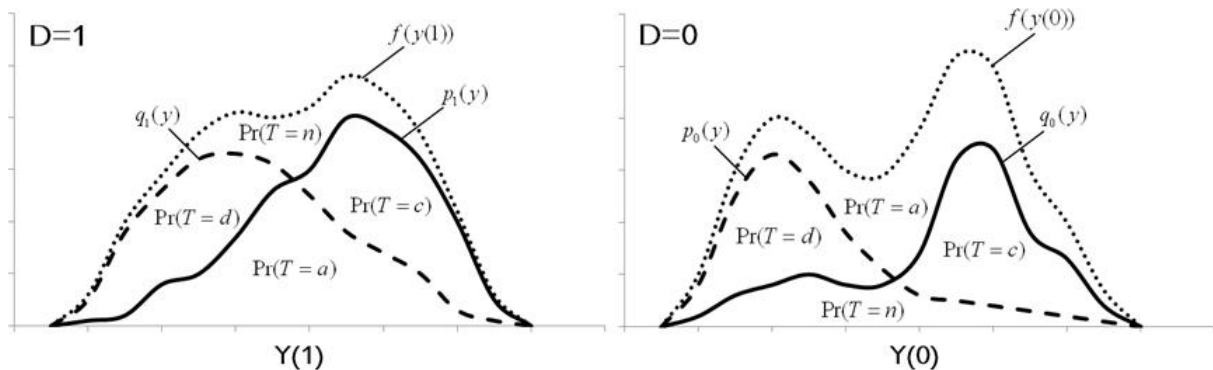 D=1
f(y(1))
q₁(y)
p₁(y)
Pr(T = n)
Pr(T = d)
Pr(T = c)
Pr(T = a)
Y(1)
D=0
f(y(0))
p₀(y)
q₀(y)
Pr(T = a)
Pr(T = d)
Pr(T = c)
Pr(T = n)
Y(0)